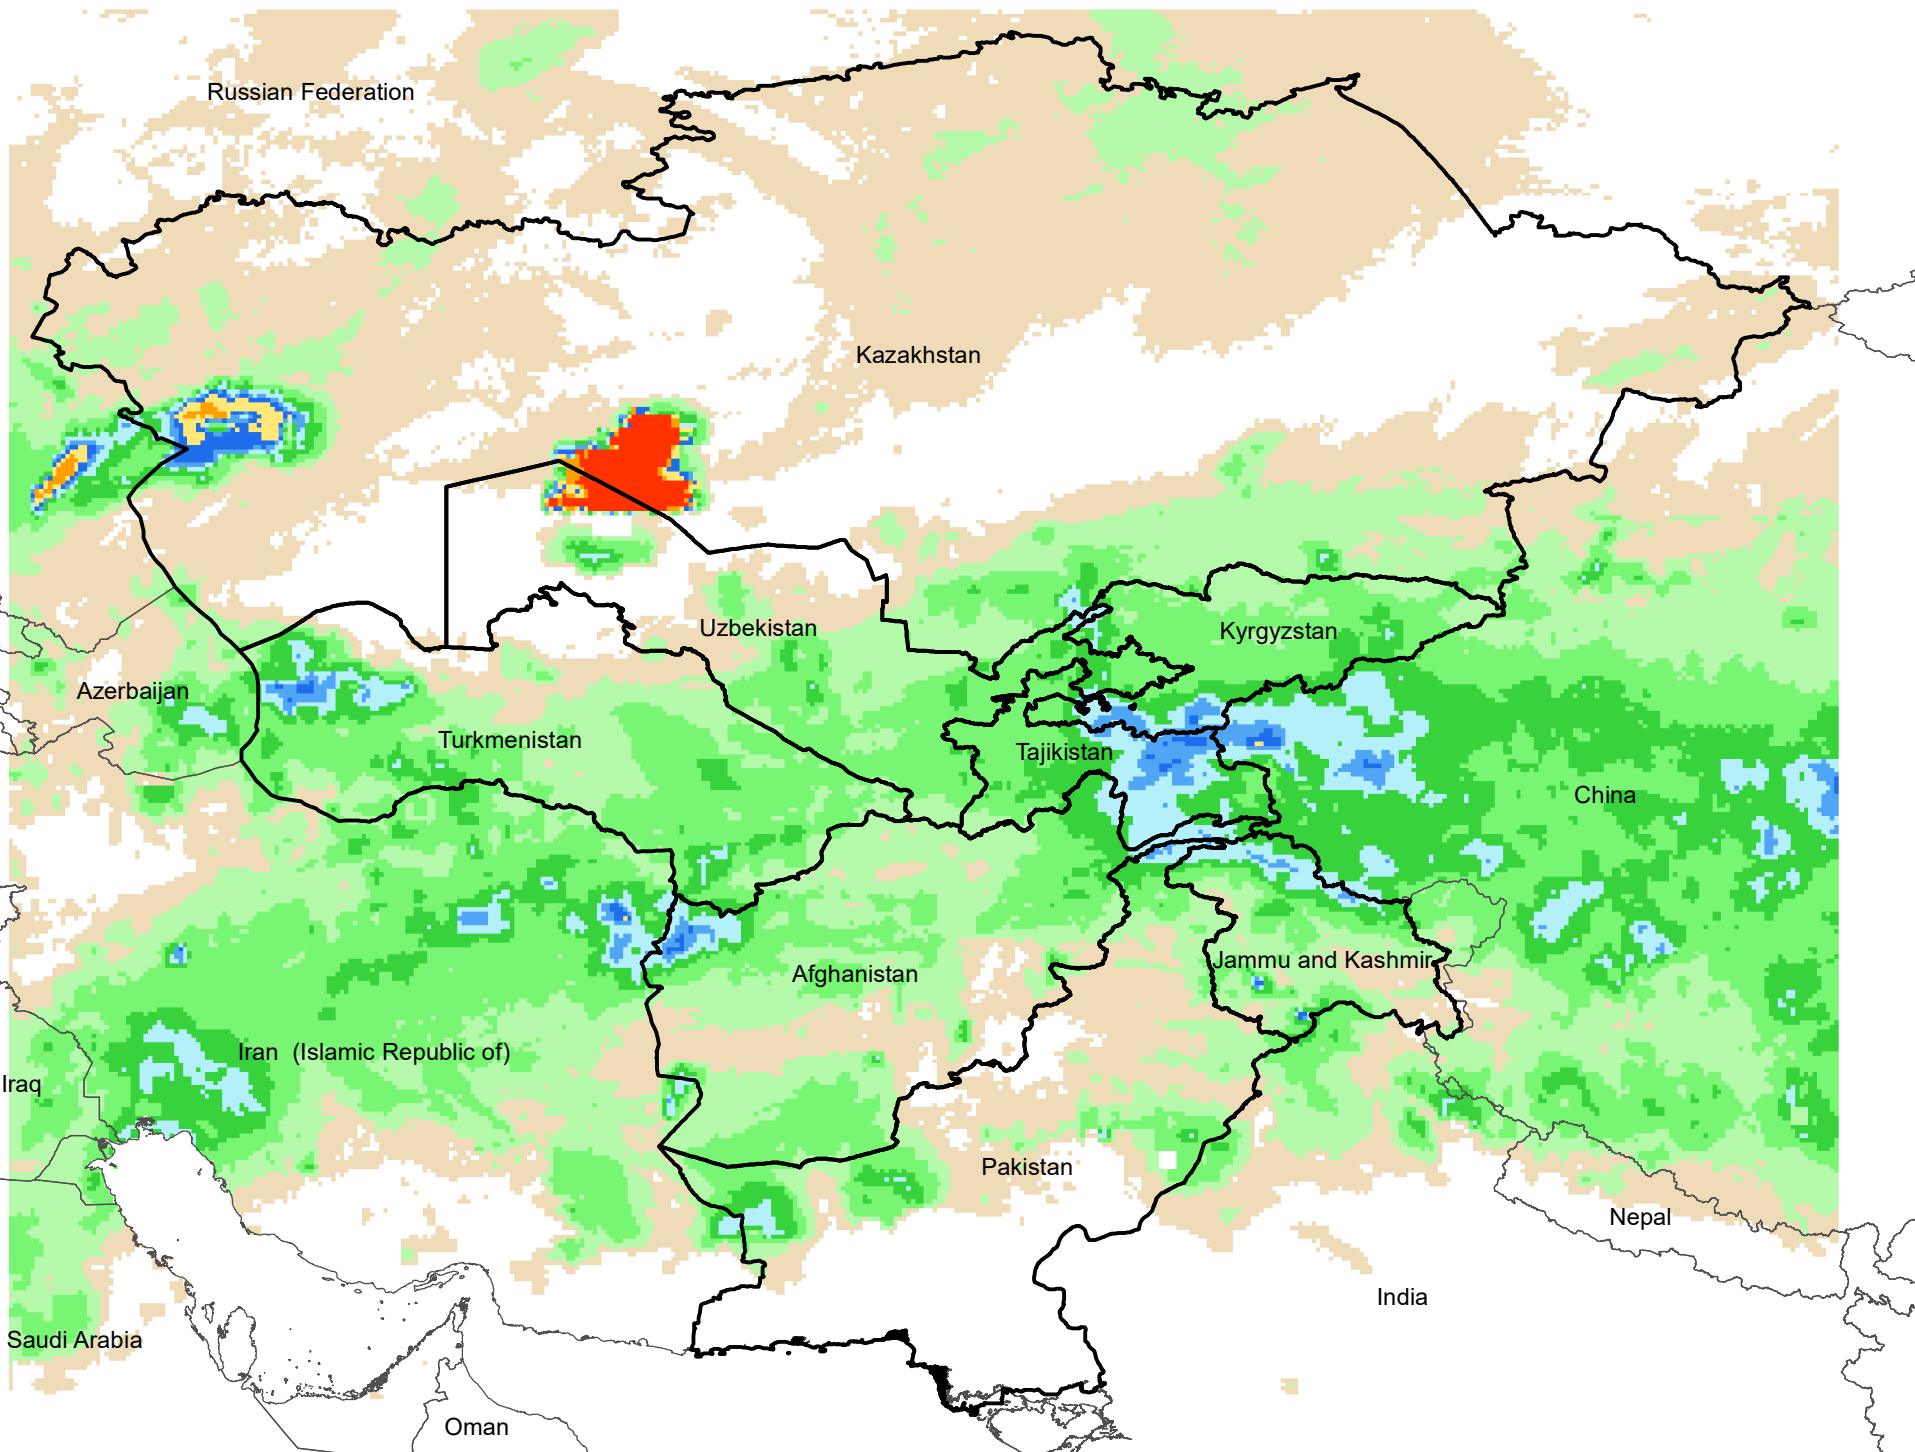 Russian Federation
Kazakhstan
Uzbekistan
Kyrgyzstan
Azerbaijan
Turkmenistan
Tajikistan
China
Jammu and Kashmir
Afghanistan
Iran  (Islamic Republic of)
Iraq
Pakistan
Nepal
India
Saudi Arabia
Oman